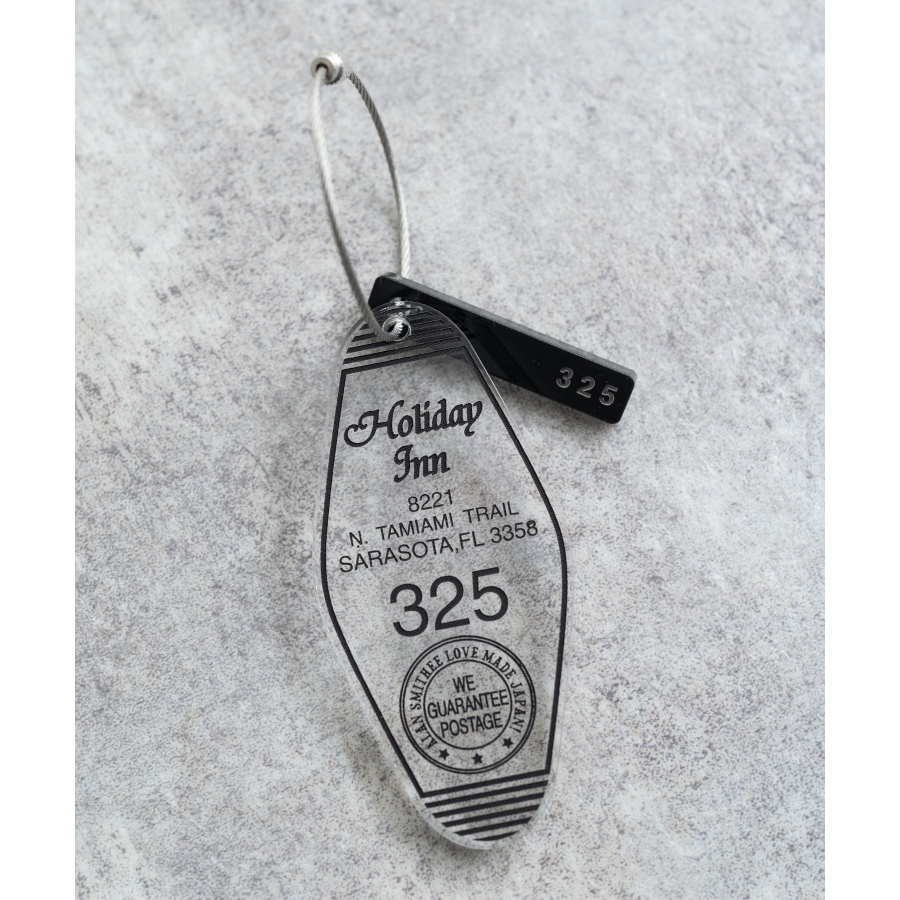 325
Holiday
Inn
8221
N. TAMIAMI TRAIL
SARASOTA,FL 3358
325
ALAN SMITHEE LOVE MADE JAPAN!
WE
GUARANTEE
POSTAGE